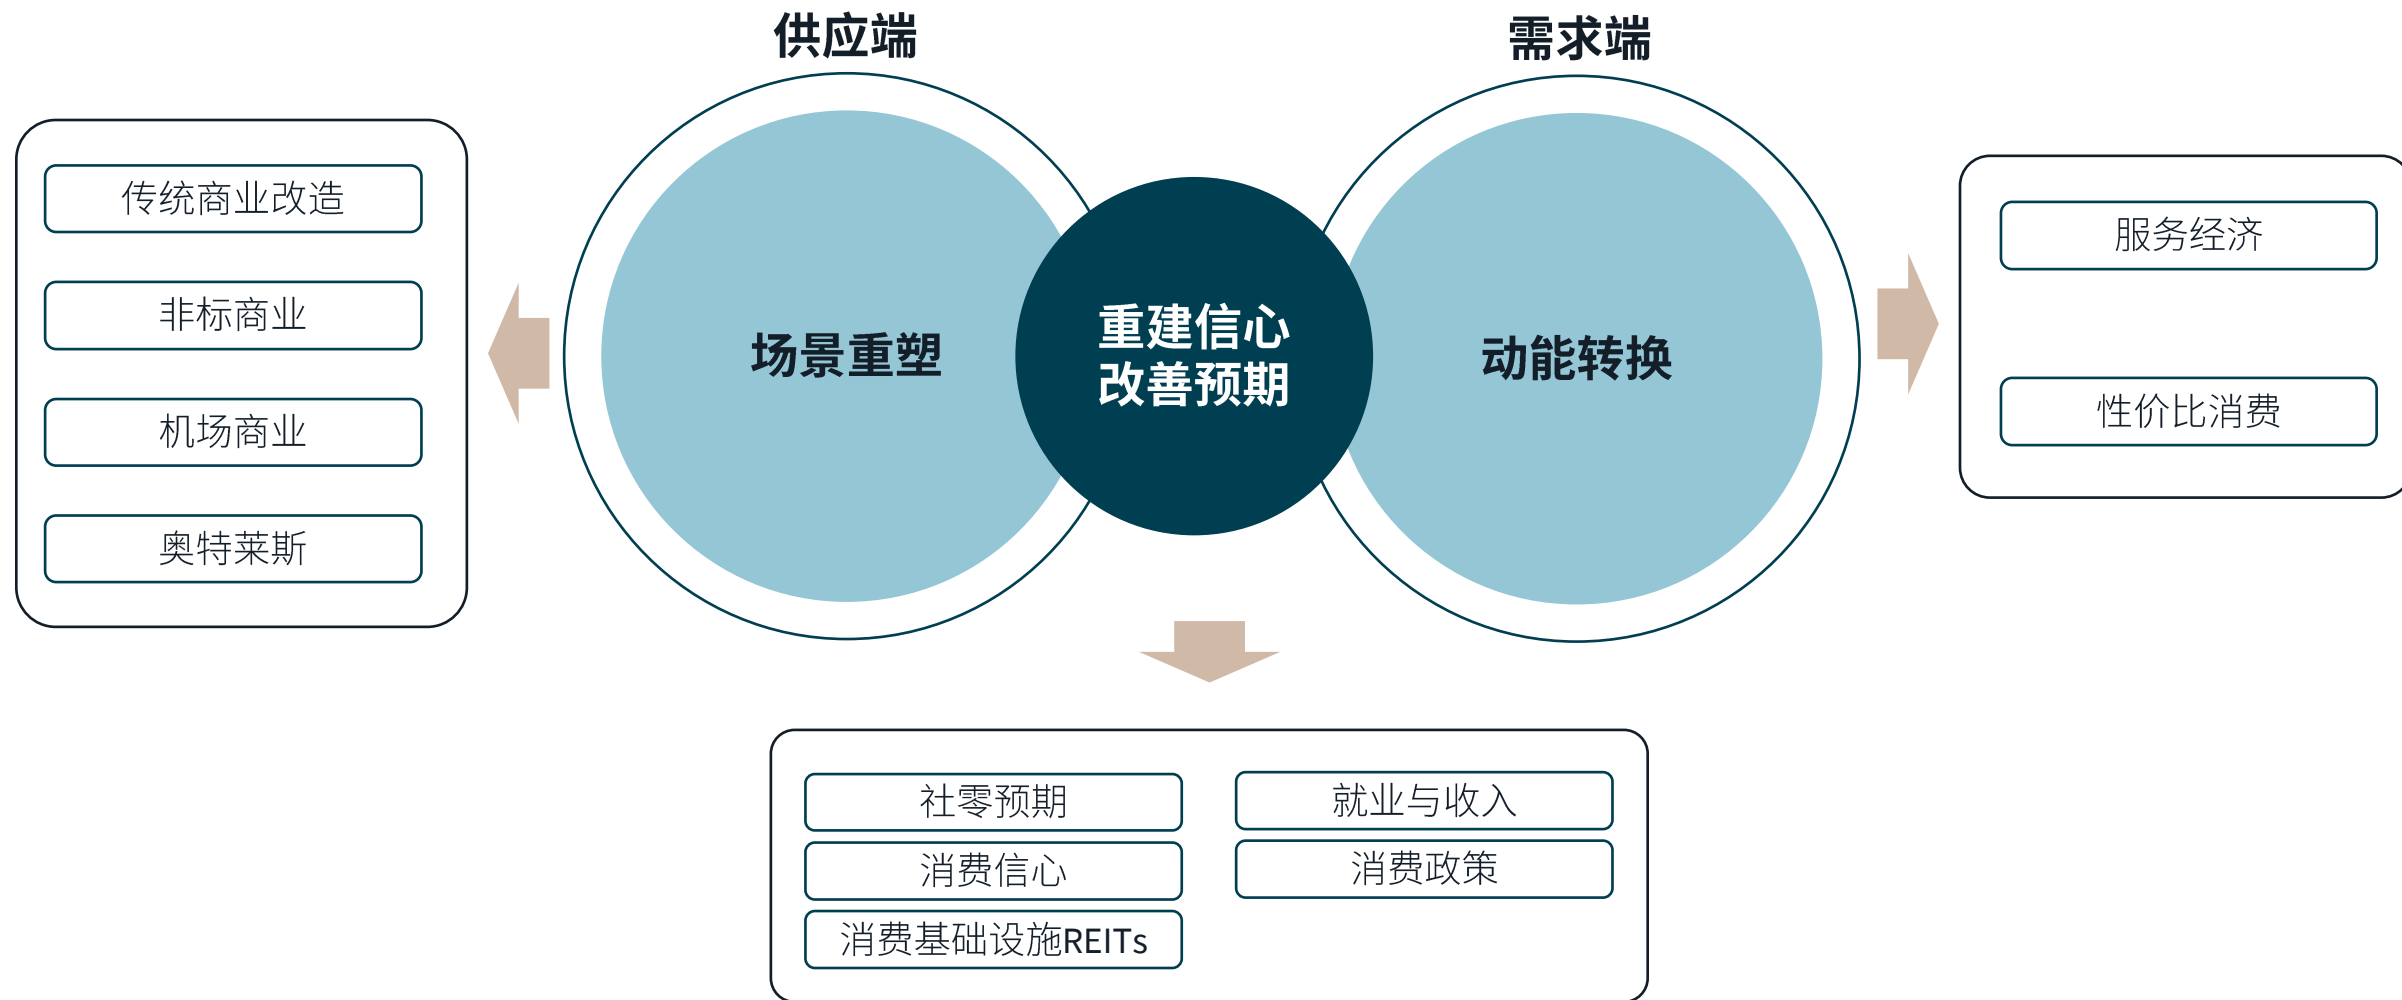 供应端
需求端
传统商业改造
非标商业
机场商业
奥特莱斯
场景重塑
重建信心
改善预期
动能转换
服务经济
性价比消费
社零预期
就业与收入
消费信心
消费政策
消费基础设施REITs